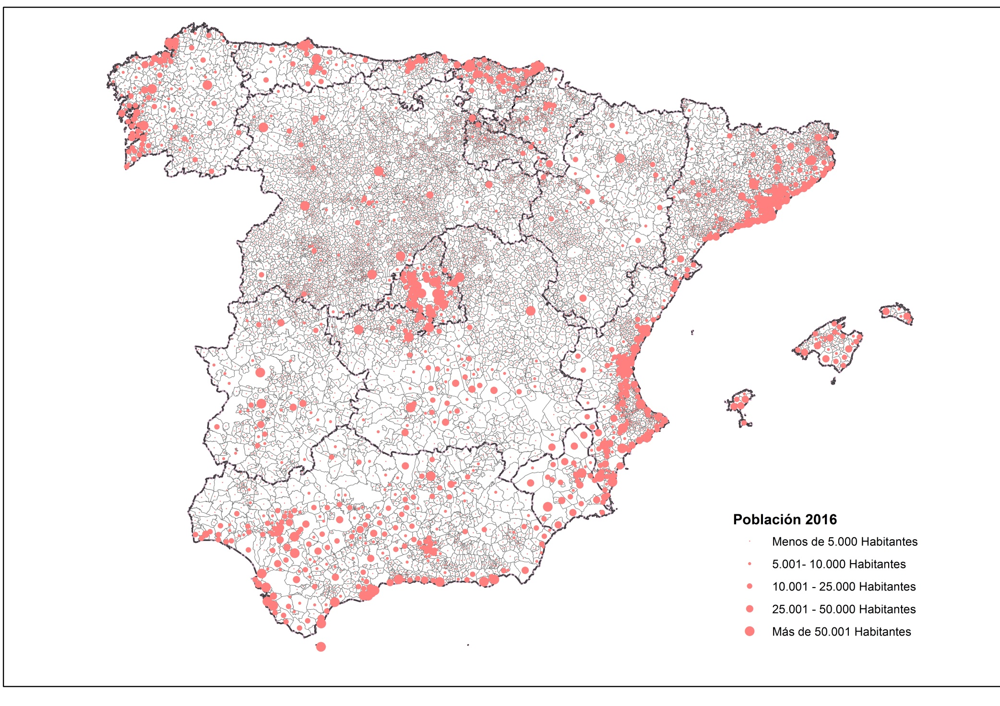 Población 2016
Menos de 5.000 Habitantes
5.001- 10.000 Habitantes
10.001 - 25.000 Habitantes
25.001 - 50.000 Habitantes
Más de 50.001 Habitantes